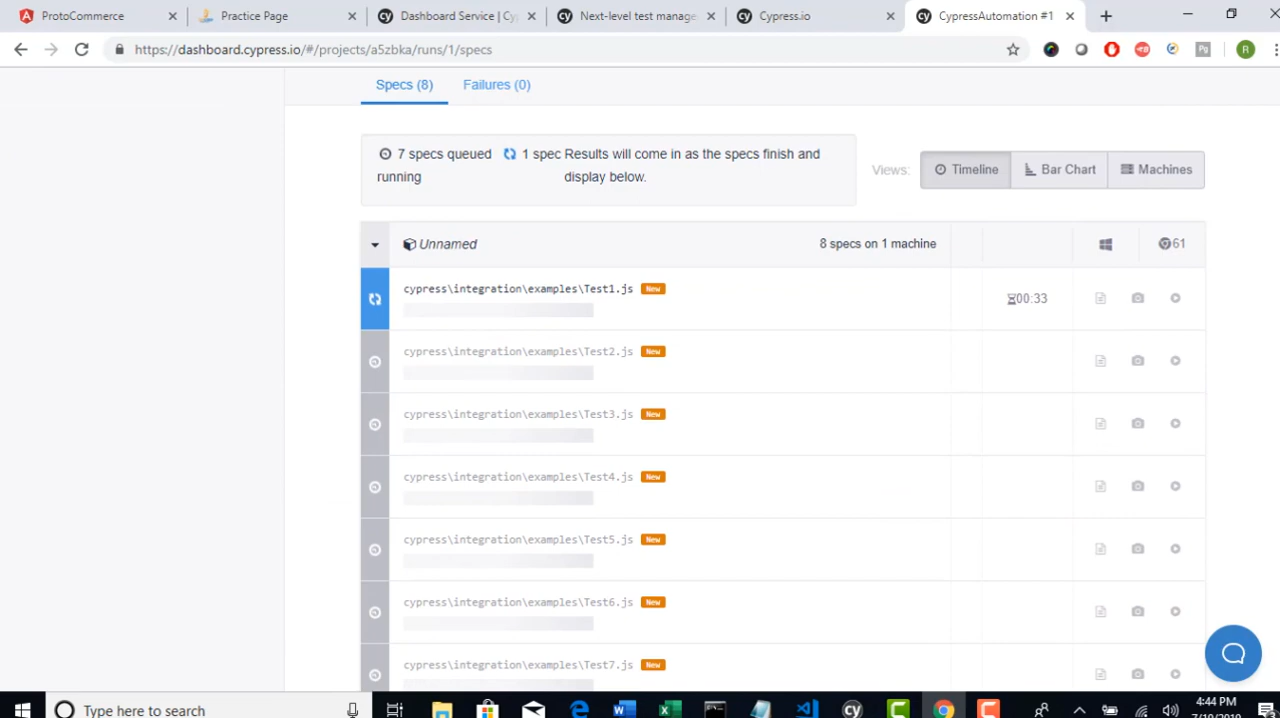 ProtoCommerce
Practice Page
Dashboard Service | Cy
Next-level test manage
Cypress.io
CypressAutomation #1
https://dashboard.cypress.io/#/projects/a5zbka/runs/1/specs
R
Specs (8)
Failures (0)
7 specs queued
1 spec
running
Results will come in as the specs finish and
display below.
Views:
Timeline
Bar Chart
Machines
Unnamed
8 specs on 1 machine
61
cypress\integration\examples\Test1.js New
00:33
cypress\integration\examples\Test2.js New
cypress\integration\examples\Test3.js New
cypress\integration\examples\Test4.js New
cypress\integration\examples\Test5.js New
cypress\integration\examples\Test6.js New
cypress\integration\examples\Test7.js New
Type here to search
4:44 PM